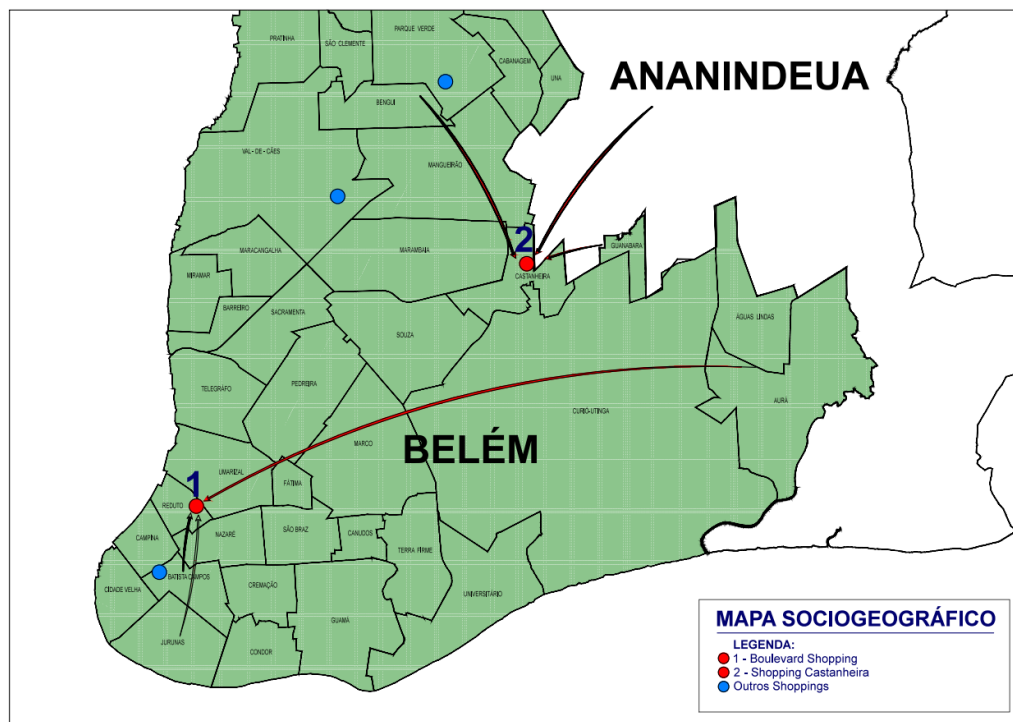 PARQUE VERDE
PRATINHA
SÃO CLEMENTE
CABANAGEM
UNA
ANANINDEUA
BENGUI
VAL - DE - CÃES
MANGUEIRÃO
2
GUANABARA
MARACANGALHA
MARAMBAIA
MIRAMAR
CASTANHEIRA
BARREIRO
SACRAMENTA
ÁGUAS LINDAS
SOUZA
TELEGRÁFO
PEDREIRA
AURÁ
CURIÓ-UTINGA
MARCO
BELÉM
UMARIZAL
1
FÁTIMA
REDUTO
SÃO BRAZ
CAMPINA
NAZARÉ
CANUDOS
TERRA FIRME
BATISTA CAMPOS
CREMAÇÃO
CIDADE VELHA
UNIVERSITÁRIO
GUAMÁ
JURUNAS
CONDOR
MAPA SOCIOGEOGRÁFICO
LEGENDA:
1 - Boulevard Shopping
2 - Shopping Castanheira
Outros Shoppings